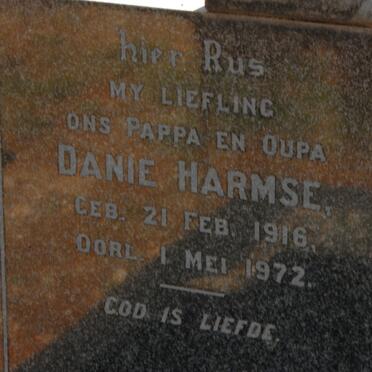 hier Rus
MY LIEFLING
ONS PAPPA EN OUPA
DANIE HARMSE,
GEB. 21 FEB. 1916,
OORL. 1 MEI 1972.
GOD IS LIEFDE.